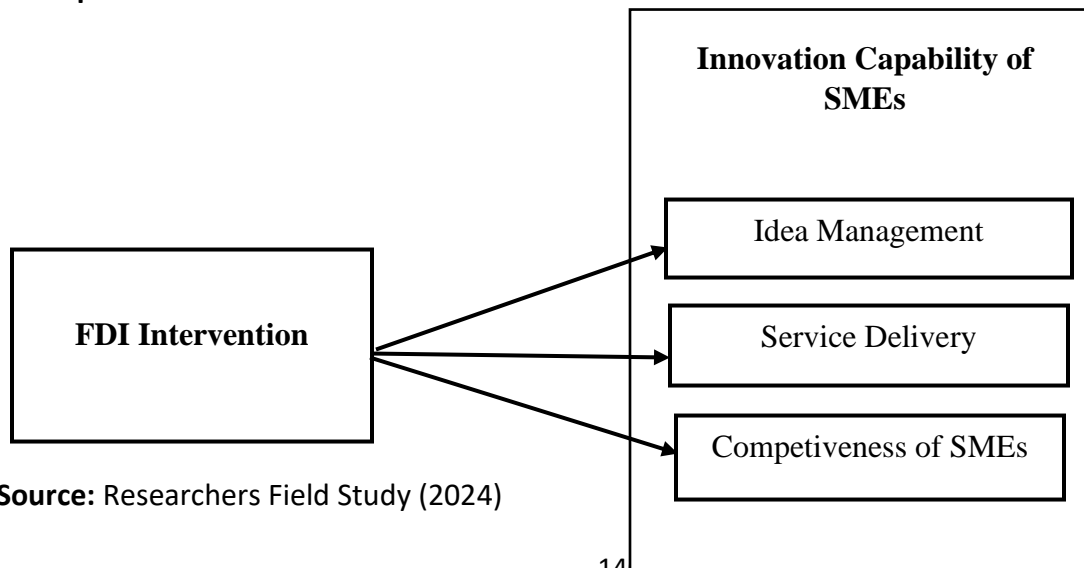 Innovation Capability of
SMEs
Idea Management
FDI Intervention
Service Delivery
Competiveness of SMEs
Source: Researchers Field Study (2024)
14